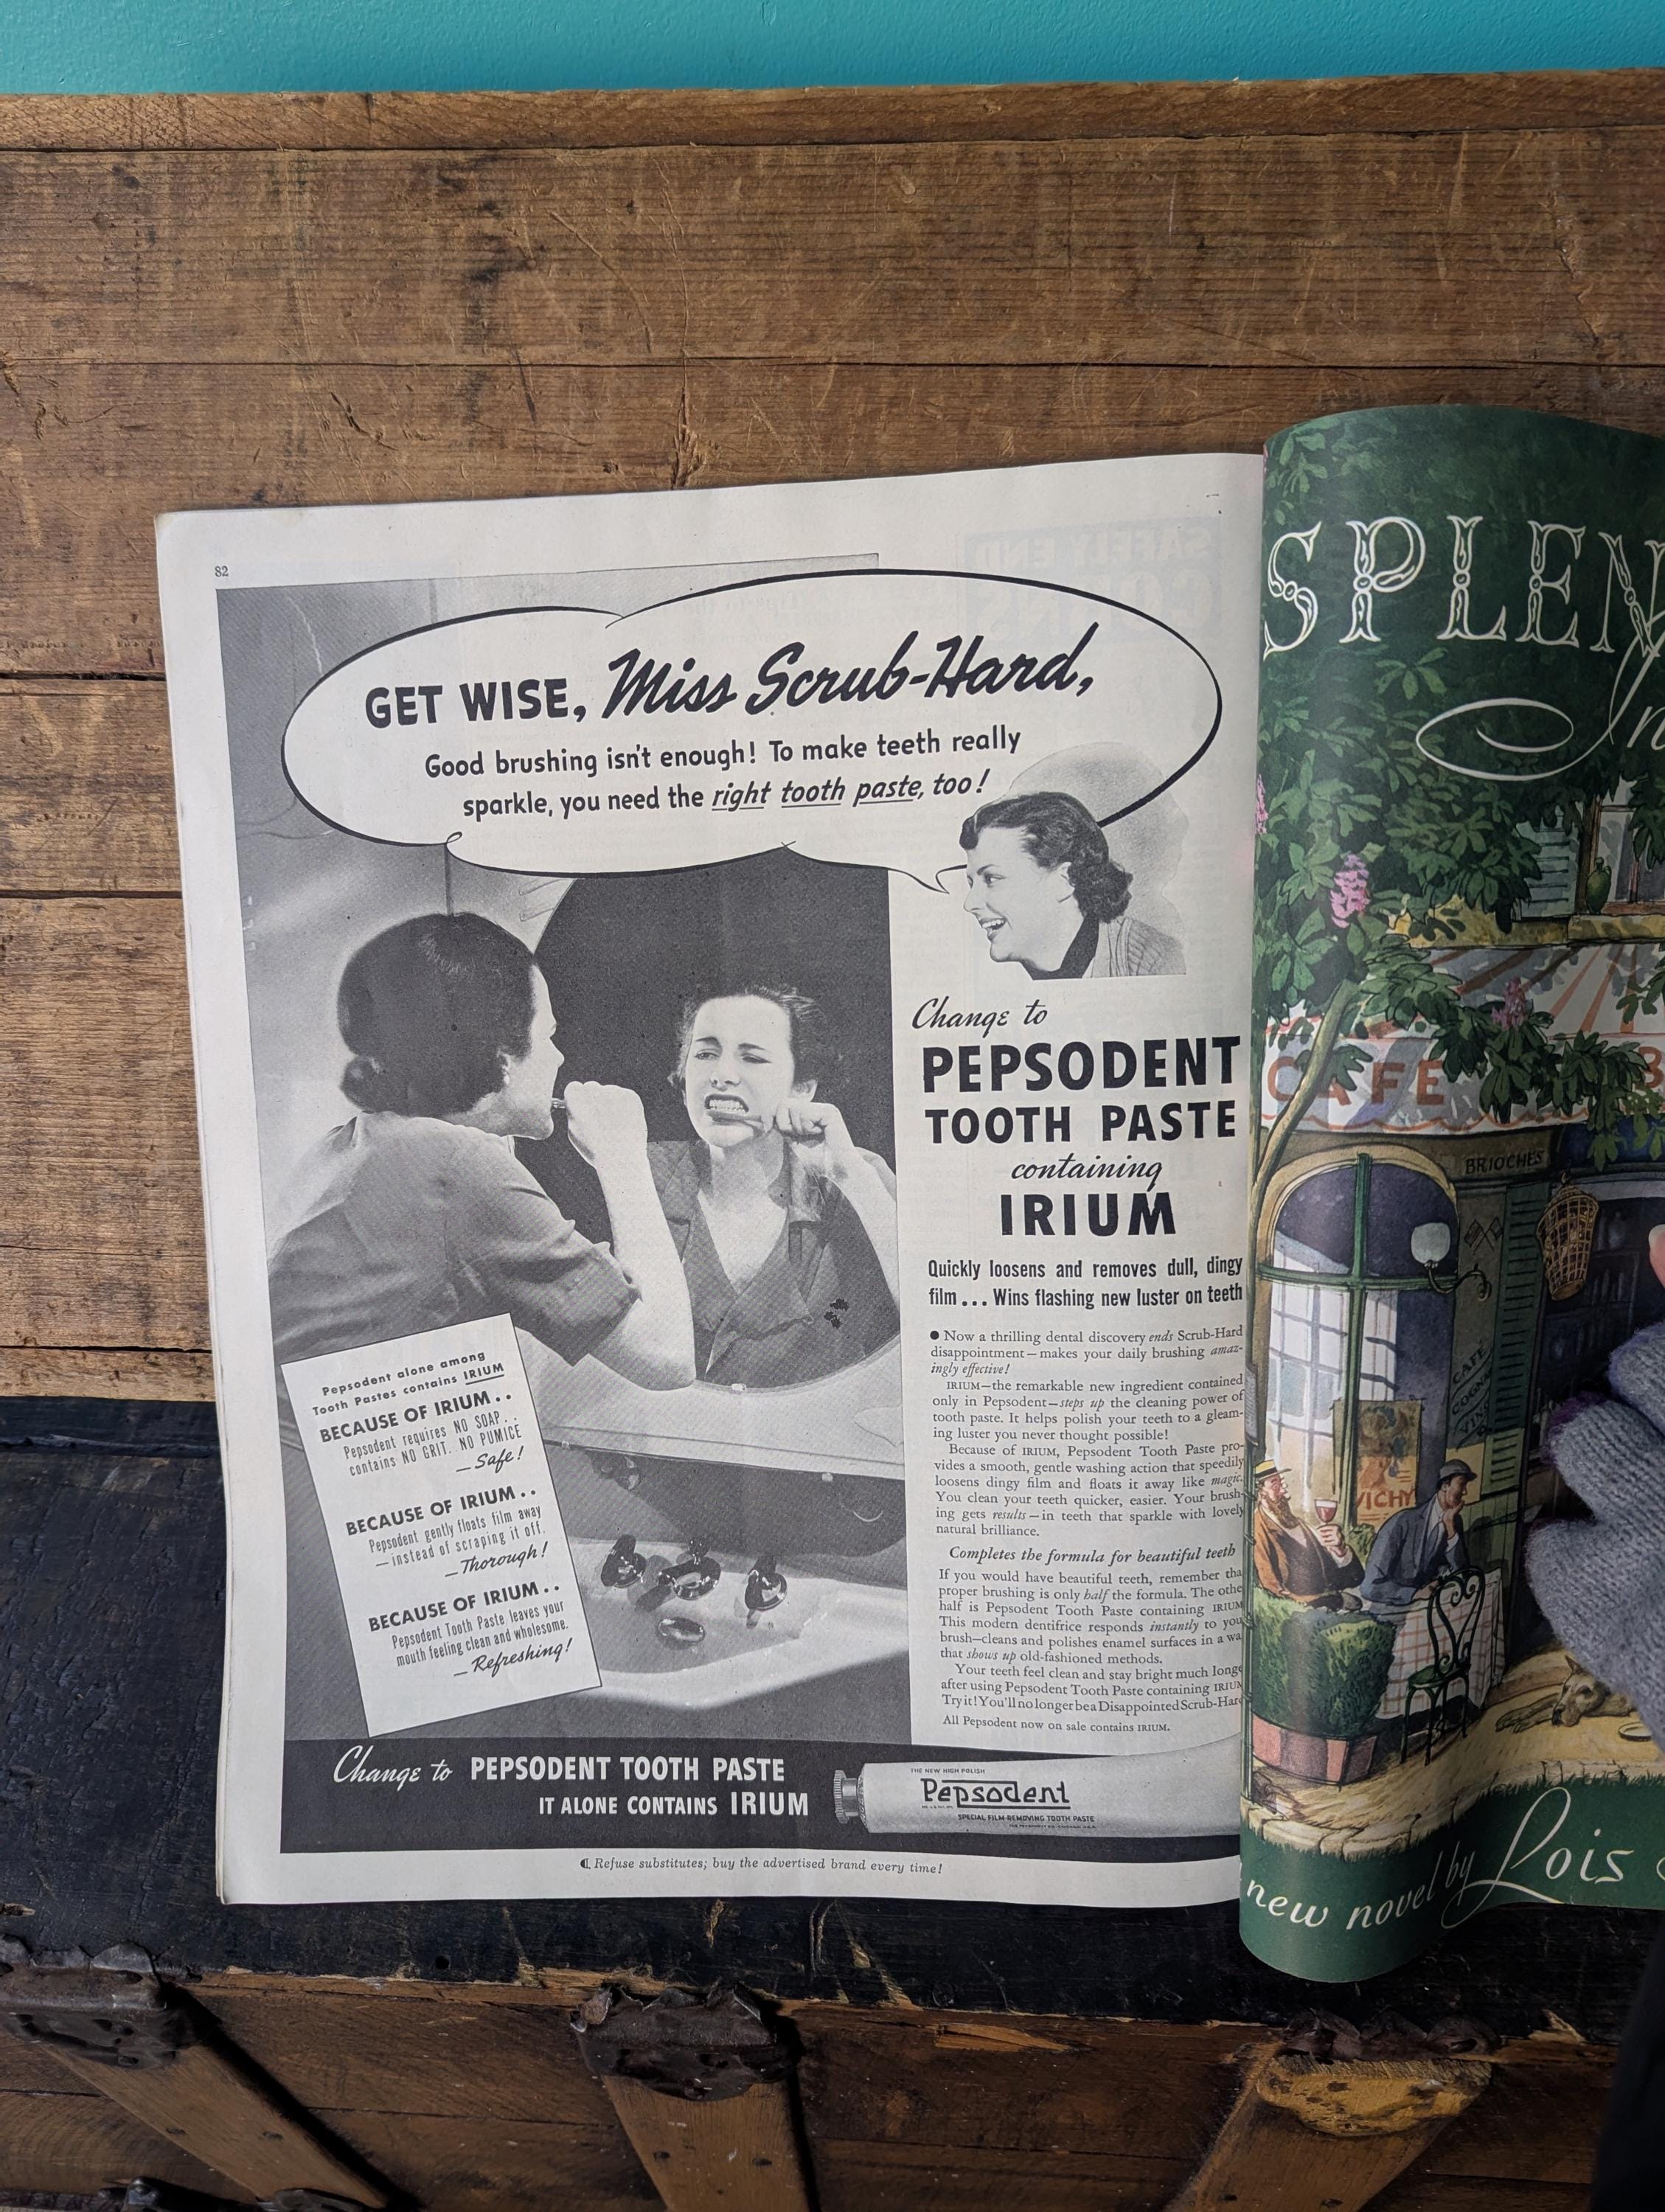 82
GET WISE, Miss Scrub-Hard,
Good brushing isn't enough! To make teeth really
sparkle, you need the right tooth paste, too!
Change to
PEPSODENT
TOOTH PASTE
containing
IRIUM
Quickly loosens and removes dull, dingy
film ... Wins flashing new luster on teeth
● Now a thrilling dental discovery ends Scrub-Hard
disappointment—makes your daily brushing amaz-
ingly effective!
IRIUM—the remarkable new ingredient contained
only in Pepsodent—steps up the cleaning power of
tooth paste. It helps polish your teeth to a gleam-
ing luster you never thought possible!
Because of IRIUM, Pepsodent Tooth Paste pro-
vides a smooth, gentle washing action that speedily
loosens dingy film and floats it away like magic.
You clean your teeth quicker, easier. Your brush-
ing gets results—in teeth that sparkle with lovely
natural brilliance.
Completes the formula for beautiful teeth
If you would have beautiful teeth, remember tha
proper brushing is only half the formula. The othe
half is Pepsodent Tooth Paste containing IRIUM
This modern dentifrice responds instantly to you
brush—cleans and polishes enamel surfaces in a wa
that shows up old-fashioned methods.
Your teeth feel clean and stay bright much longe
after using Pepsodent Tooth Paste containing IRIUM
Try it! You'll no longer be a Disappointed Scrub-Hard
All Pepsodent now on sale contains IRIUM.
Pepsodent alone among
Tooth Pastes contains IRIUM
BECAUSE OF IRIUM..
Pepsodent requires NO SOAP..
contains NO GRIT. NO PUMICE
—Safe!
BECAUSE OF IRIUM..
Pepsodent gently floats film away
—instead of scraping it off.
—Thorough!
BECAUSE OF IRIUM..
Pepsodent Tooth Paste leaves your
mouth feeling clean and wholesome.
—Refreshing!
Change to PEPSODENT TOOTH PASTE
IT ALONE CONTAINS IRIUM
THE NEW HIGH POLISH
Pepsodent
SPECIAL FILM-REMOVING TOOTH PASTE
Refuse substitutes; buy the advertised brand every time!
SPLEN
In
CAFE B
BRIOCHES
CAFE
COGNAC
VINS
VICHY
new novel by Lois